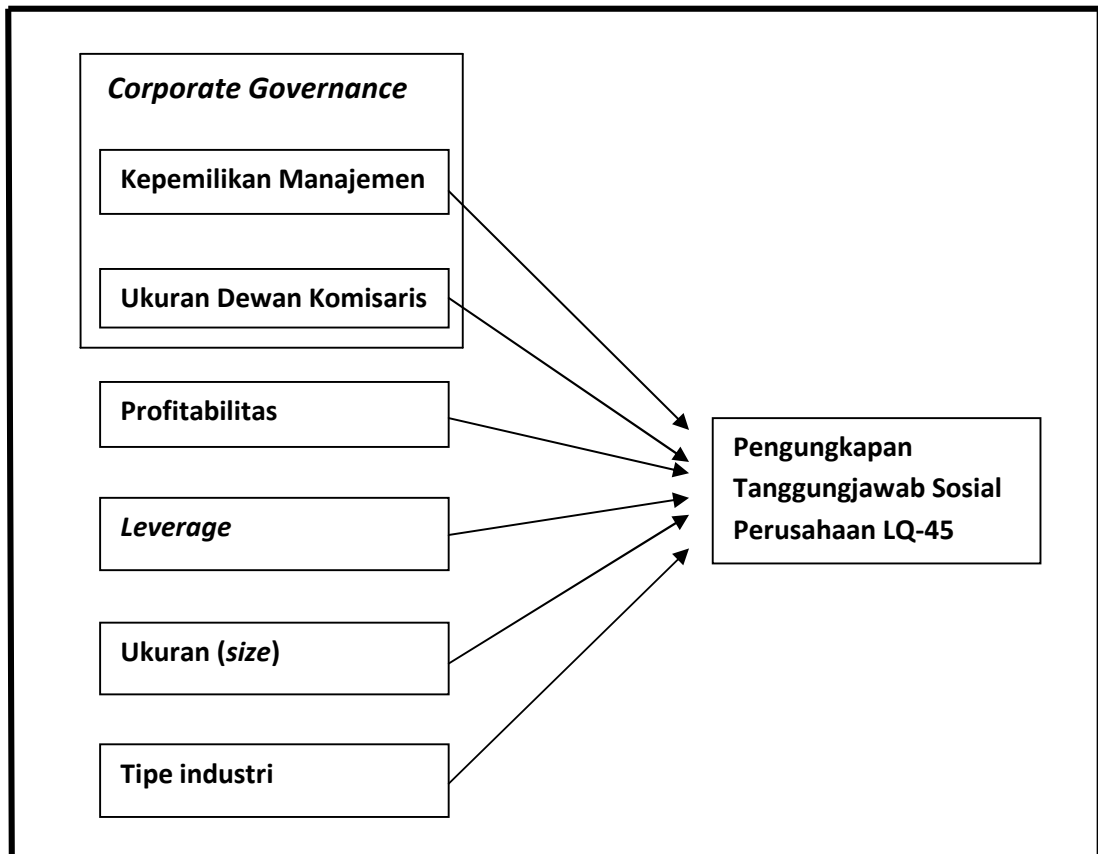 Corporate Governance
Kepemilikan Manajemen
Ukuran Dewan Komisaris
Profitabilitas
Leverage
Ukuran (size)
Tipe industri
Pengungkapan
Tanggungjawab Sosial
Perusahaan LQ-45